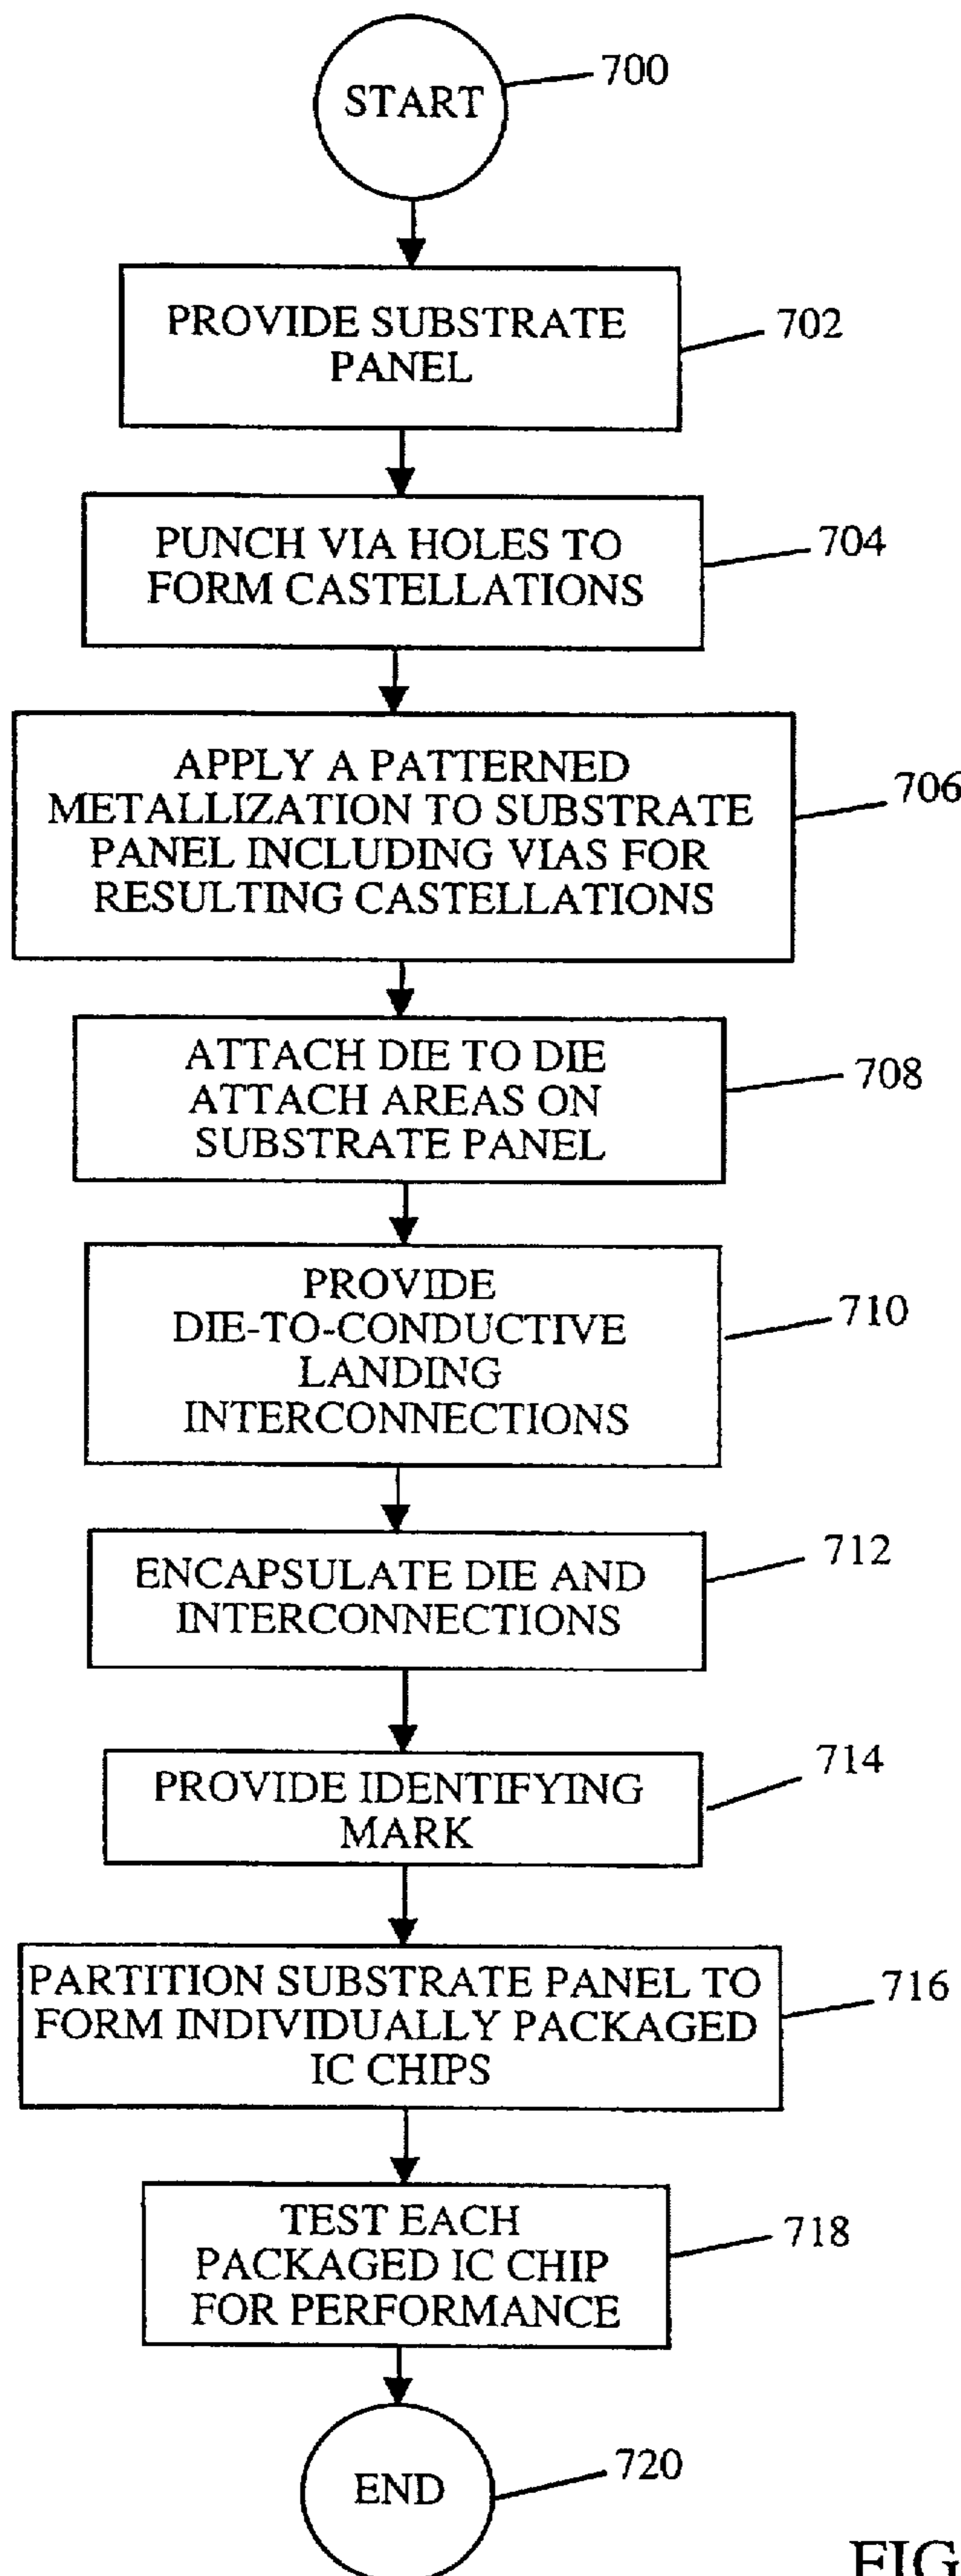 START
700
PROVIDE SUBSTRATE
PANEL
702
PUNCH VIA HOLES TO
FORM CASTELLATIONS
704
APPLY A PATTERNED
METALLIZATION TO SUBSTRATE
PANEL INCLUDING VIAS FOR
RESULTING CASTELLATIONS
706
ATTACH DIE TO DIE
ATTACH AREAS ON
SUBSTRATE PANEL
708
PROVIDE
DIE-TO-CONDUCTIVE
LANDING
INTERCONNECTIONS
710
ENCAPSULATE DIE AND
INTERCONNECTIONS
712
PROVIDE IDENTIFYING
MARK
714
PARTITION SUBSTRATE PANEL TO
FORM INDIVIDUALLY PACKAGED
IC CHIPS
716
TEST EACH
PACKAGED IC CHIP
FOR PERFORMANCE
718
END
720
FIG